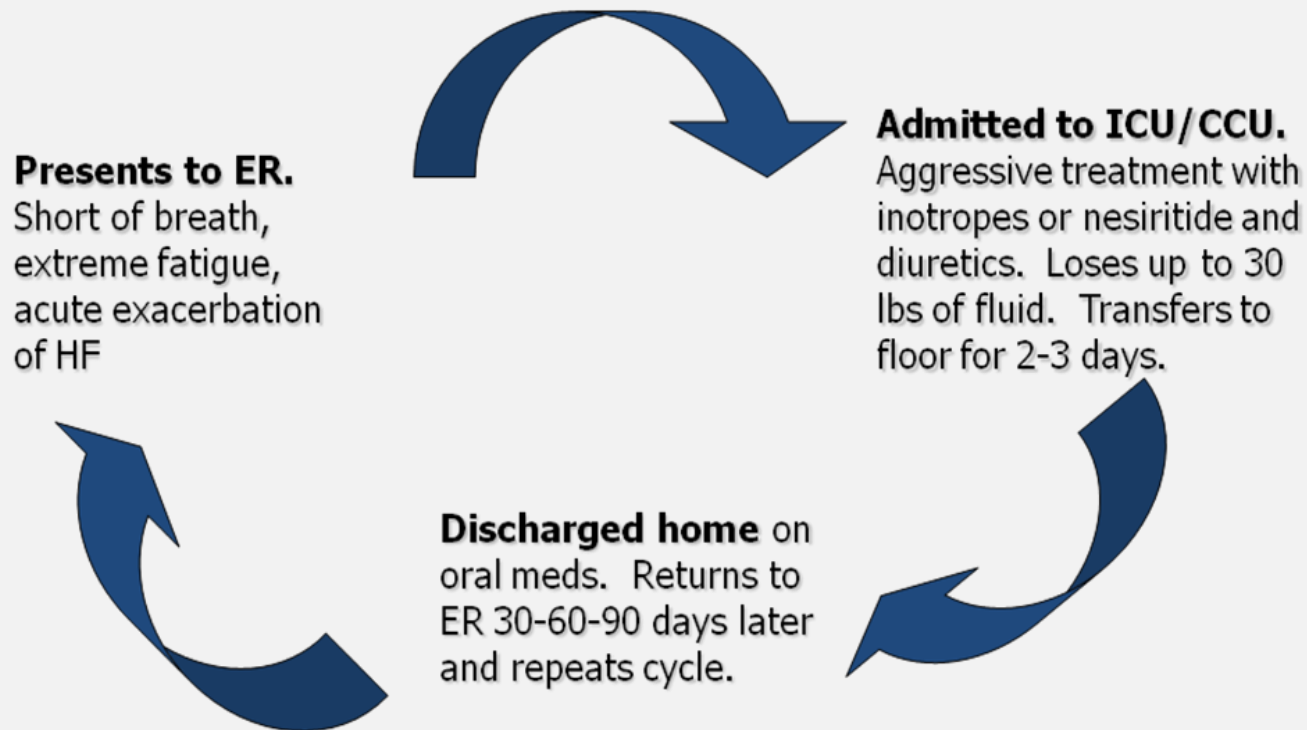 Presents to ER.
Short of breath,
extreme fatigue,
acute exacerbation
of HF
Admitted to ICU/CCU.
Aggressive treatment with
inotropes or nesiritide and
diuretics.  Loses up to 30
lbs of fluid.  Transfers to
floor for 2-3 days.
Discharged home on
oral meds.  Returns to
ER 30-60-90 days later
and repeats cycle.